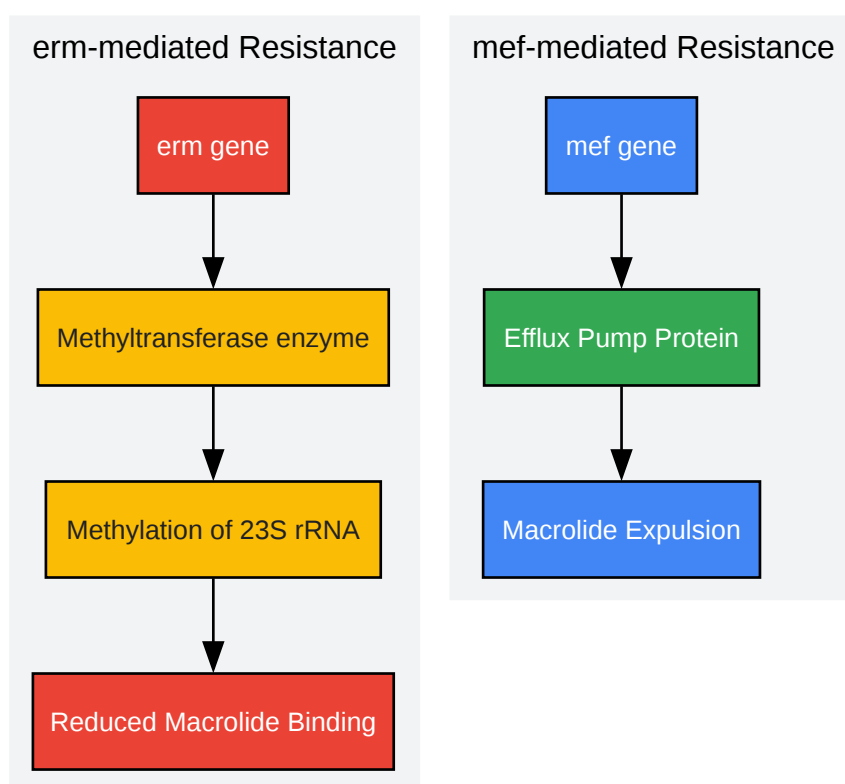 erm-mediated Resistance
erm gene
Methyltransferase enzyme
Methylation of 23S rRNA
Reduced Macrolide Binding
mef-mediated Resistance
mef gene
Efflux Pump Protein
Macrolide Expulsion